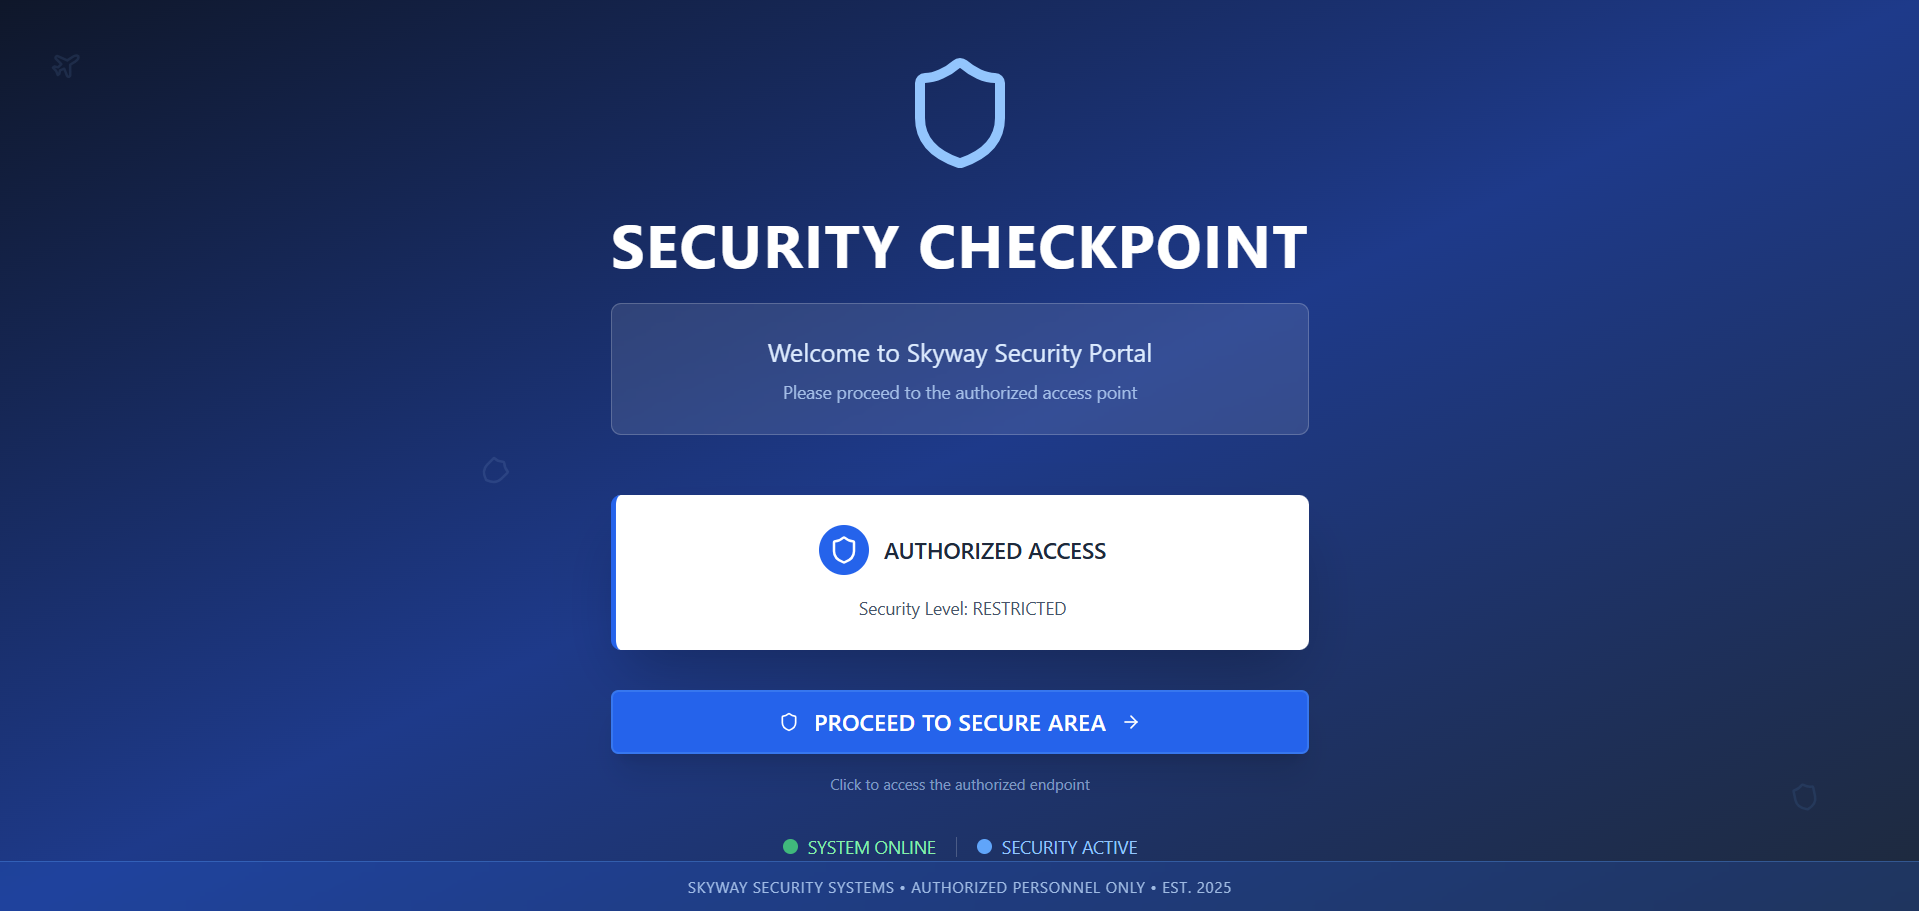 SECURITY CHECKPOINT
Welcome to Skyway Security Portal
Please proceed to the authorized access point
AUTHORIZED ACCESS
Security Level: RESTRICTED
PROCEED TO SECURE AREA
Click to access the authorized endpoint
SYSTEM ONLINE
SECURITY ACTIVE
SKYWAY SECURITY SYSTEMS • AUTHORIZED PERSONNEL ONLY • EST. 2025